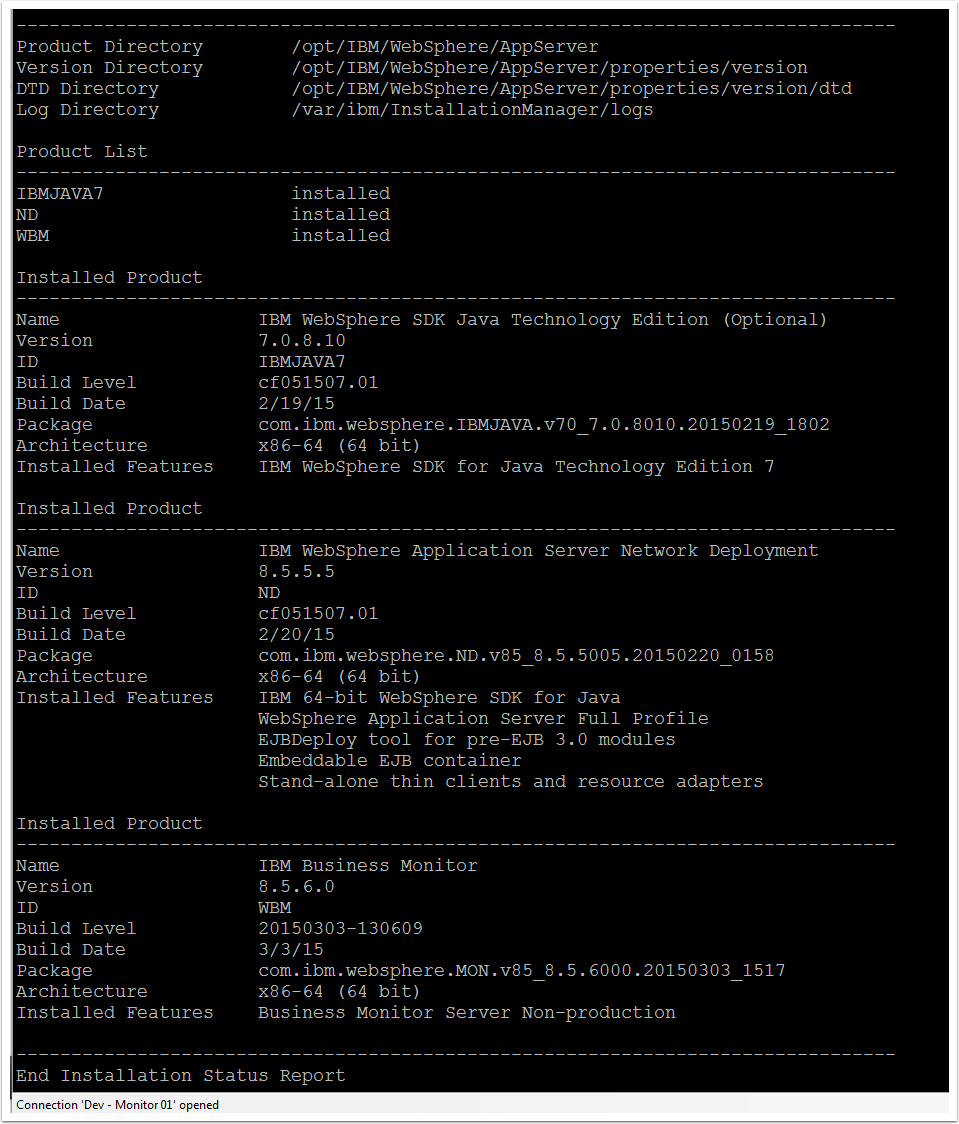 --------------------------------------------------------------------------------
Product Directory        /opt/IBM/WebSphere/AppServer
Version Directory        /opt/IBM/WebSphere/AppServer/properties/version
DTD Directory            /opt/IBM/WebSphere/AppServer/properties/version/dtd
Log Directory            /var/ibm/InstallationManager/logs

Product List
--------------------------------------------------------------------------------
IBMJAVA7                 installed
ND                       installed
WBM                      installed

Installed Product
--------------------------------------------------------------------------------
Name                  IBM WebSphere SDK Java Technology Edition (Optional)
Version               7.0.8.10
ID                    IBMJAVA7
Build Level           cf051507.01
Build Date            2/19/15
Package               com.ibm.websphere.IBMJAVA.v70_7.0.8010.20150219_1802
Architecture          x86-64 (64 bit)
Installed Features    IBM WebSphere SDK for Java Technology Edition 7

Installed Product
--------------------------------------------------------------------------------
Name                  IBM WebSphere Application Server Network Deployment
Version               8.5.5.5
ID                    ND
Build Level           cf051507.01
Build Date            2/20/15
Package               com.ibm.websphere.ND.v85_8.5.5005.20150220_0158
Architecture          x86-64 (64 bit)
Installed Features    IBM 64-bit WebSphere SDK for Java
                      WebSphere Application Server Full Profile
                      EJBDeploy tool for pre-EJB 3.0 modules
                      Embeddable EJB container
                      Stand-alone thin clients and resource adapters

Installed Product
--------------------------------------------------------------------------------
Name                  IBM Business Monitor
Version               8.5.6.0
ID                    WBM
Build Level           20150303-130609
Build Date            3/3/15
Package               com.ibm.websphere.MON.v85_8.5.6000.20150303_1517
Architecture          x86-64 (64 bit)
Installed Features    Business Monitor Server Non-production

--------------------------------------------------------------------------------
End Installation Status Report
Connection 'Dev - Monitor 01' opened